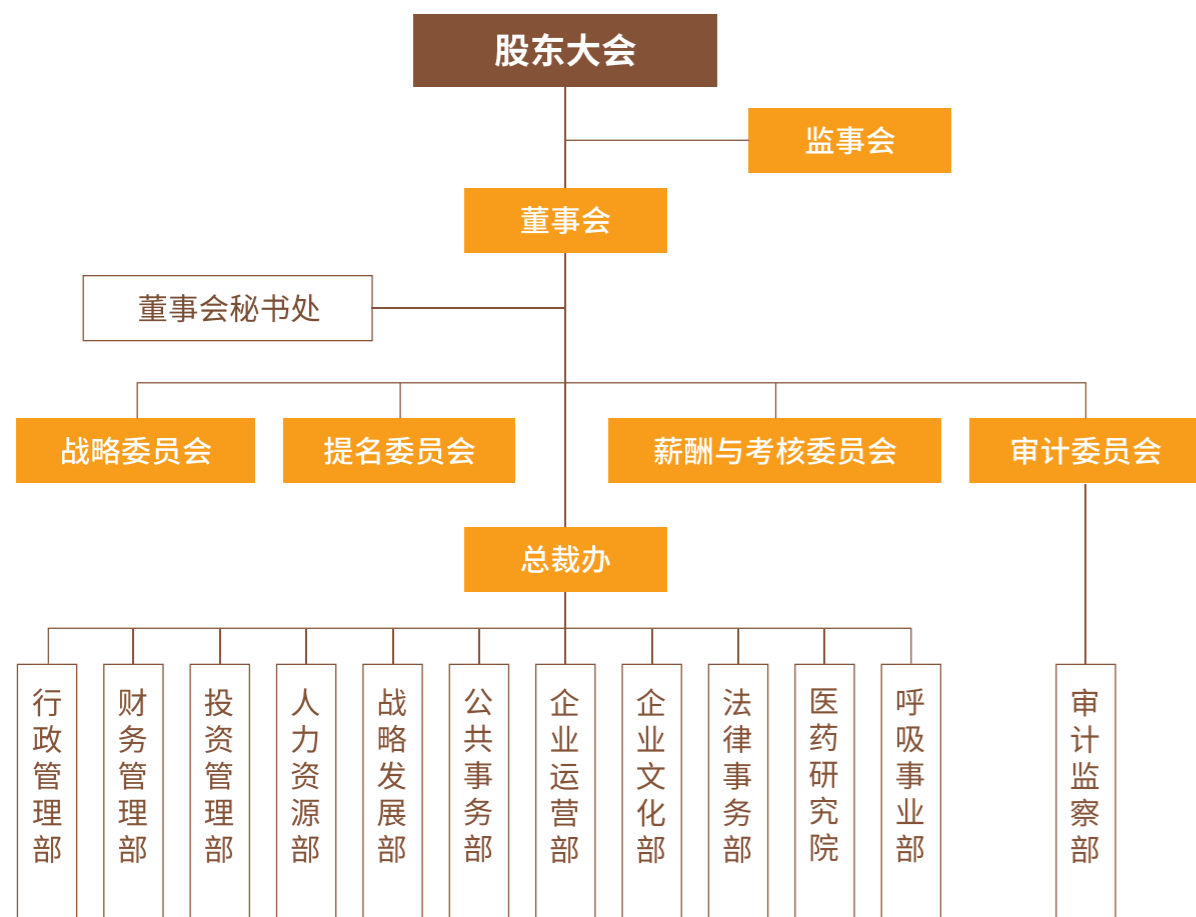 股东大会
监事会
董事会
董事会秘书处
战略委员会
提名委员会
薪酬与考核委员会
审计委员会
总裁办
行政管理部
财务管理部
投资管理部
人力资源部
战略发展部
公共事务部
企业运营部
企业文化部
法律事务部
医药研究院
呼吸事业部
审计监察部